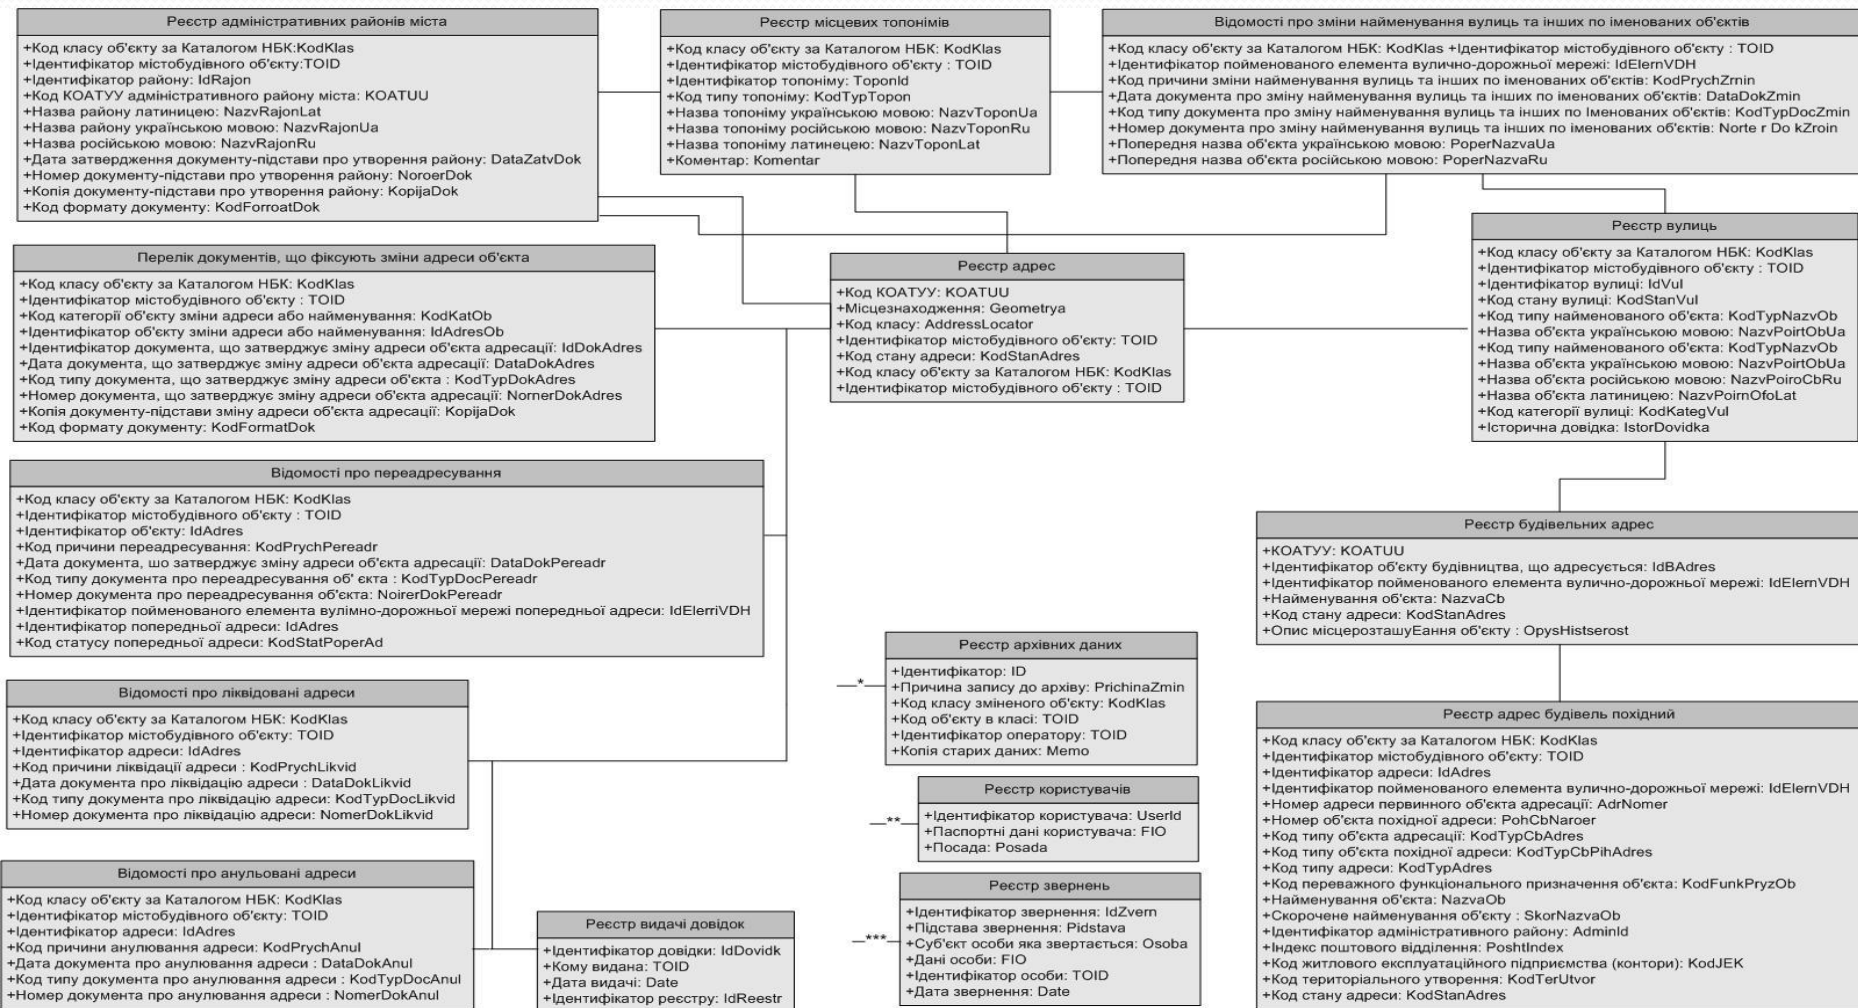 Реєстр адміністративних районів міста
+Код класу об'єкту за Каталогом НБК:KodKlas
+Ідентифікатор містобудівного об'єкту:TOID
+Ідентифікатор району: IdRajon
+Код КОАТУУ адміністративного району міста: KOATUU
+Назва району латиницею: NazvRajonLat
+Назва району українською мовою: NazvRajonUa
+Назва російською мовою: NazvRajonRu
+Дата затвердження документу-підстави про утворення району: DataZatvDok
+Номер документу-підстави про утворення району: NoroerDok
+Копія документу-підстави про утворення району: KopijaDok
+Код формату документу: KodForroatDok
Реєстр місцевих топонімів
+Код класу об'єкту за Каталогом НБК: KodKlas
+Ідентифікатор містобудівного об'єкту : TOID
+Ідентифікатор топоніму: ToponId
+Код типу топоніму: KodTypTopon
+Назва топоніму українською мовою: NazvToponUa
+Назва топоніму російською мовою: NazvToponRu
+Назва топоніму латинецею: NazvToponLat
+Коментар: Komentar
Відомості про зміни найменування вулиць та інших по іменованих об'єктів
+Код класу об'єкту за Каталогом НБК: KodKlas +Ідентифікатор містобудівного об'єкту : TOID
+Ідентифікатор пойменованого елемента вулично-дорожньої мережі: IdElernVDH
+Код причини зміни найменування вулиць та інших по іменованих об'єктів: KodPrychZrnin
+Дата документа про зміну найменування вулиць та інших по іменованих об'єктів: DataDokZmin
+Код типу документа про зміну найменування вулиць та інших по Іменованих об'єктів: KodTypDocZmin
+Номер документа про зміну найменування вулиць та інших по іменованих об'єктів: Norte r Do kZroin
+Попередня назва об'єкта українською мовою: PoperNazvaUa
+Попередня назва об'єкта російською мовою: PoperNazvaRu
Перелік документів, що фіксують зміни адреси об'єкта
+Код класу об'єкту за Каталогом НБК: KodKlas
+Ідентифікатор містобудівного об'єкту : TOID
+Код категорії об'єкту зміни адреси або найменування: KodKatOb
+Ідентифікатор об'єкту зміни адреси або найменування: IdAdresOb
+Ідентифікатор документа, що затверджує зміну адреси об'єкта адресації: IdDokAdres
+Дата документа, що затверджує зміну адреси об'єкта адресації: DataDokAdres
+Код типу документа, що затверджує зміну адреси об'єкта : KodTypDokAdres
+Номер документа, що затверджує зміну адреси об'єкта адресації: NornerDokAdres
+Копія документу-підстави зміну адреси об'єкта адресації: KopijaDok
+Код формату документу: KodFormatDok
Реєстр адрес
+Код КОАТУУ: KOATUU
+Місцезнаходження: Geometrya
+Код класу: AddressLocator
+Ідентифікатор містобудівного об'єкту: TOID
+Код стану адреси: KodStanAdres
+Код класу об'єкту за Каталогом НБК: KodKlas
+Ідентифікатор містобудівного об'єкту : TOID
Реєстр вулиць
+Код класу об'єкту за Каталогом НБК: KodKlas
+Ідентифікатор містобудівного об'єкту : TOID
+Ідентифікатор вулиці: IdVul
+Код стану вулиці: KodStanVul
+Код типу найменованого об'єкта: KodTypNazvOb
+Назва об'єкта українською мовою: NazvPoirtObUa
+Код типу найменованого об'єкта: KodTypNazvOb
+Назва об'єкта українською мовою: NazvPoirtObUa
+Назва об'єкта російською мовою: NazvPoiroCbRu
+Назва об'єкта латиницею: NazvPoirnOfoLat
+Код категорії вулиці: KodKategVul
+Історична довідка: IstorDovidka
Відомості про переадресування
+Код класу об'єкту за Каталогом НБК: KodKlas
+Ідентифікатор містобудівного об'єкту : TOID
+Ідентифікатор об'єкту: IdAdres
+Код причини переадресування: KodPrychPereadr
+Дата документа, шо затверджує зміну адреси об'єкта адресації: DataDokPereadr
+Код типу документа про переадресування об' єкта : KodTypDocPereadr
+Номер документа про переадресування об'єкта: NoirerDokPereadr
+Ідентифікатор пойменованого елемента вулімно-дорожньої мережі попередньої адреси: IdElerriVDH
+Ідентифікатор попередньої адреси: IdAdres
+Код статусу попередньої адреси: KodStatPoperAd
Реєстр будівельних адрес
+КОАТУУ: KOATUU
+Ідентифікатор об'єкту будівництва, що адресується: IdBAdres
+Ідентифікатор пойменованого елемента вулично-дорожньої мережі: IdElernVDH
+Найменування об'єкта: NazvaCb
+Код стану адреси: KodStanAdres
+Опис місцерозташуЕання об'єкту : OpysHistserost
Реєстр архівних даних
+Ідентифікатор: ID
+Причина запису до архіву: PrichinaZmin
+Код класу зміненого об'єкту: KodKlas
+Код об'єкту в класі: TOID
+Ідентифікатор оператору: TOID
+Копія старих даних: Memo
*
Відомості про ліквідовані адреси
+Код класу об'єкту за Каталогом НБК: KodKlas
+Ідентифікатор містобудівного об'єкту: TOID
+Ідентифікатор адреси: IdAdres
+Код причини ліквідації адреси : KodPrychLikvid
+Дата документа про ліквідацію адреси : DataDokLikvid
+Код типу документа про ліквідацію адреси: KodTypDocLikvid
+Номер документа про ліквідацію адреси: NomerDokLikvid
Реєстр користувачів
+Ідентифікатор користувача: UserId
+Паспортні дані користувача: FIO
+Посада: Posada
**
Реєстр адрес будівель похідний
+Код класу об'єкту за Каталогом НБК: KodKlas
+Ідентифікатор містобудівного об'єкту: TOID
+Ідентифікатор адреси: IdAdres
+Ідентифікатор пойменованого елемента вулично-дорожньої мережі: IdElernVDH
+Номер адреси первинного об'єкта адресації: AdrNomer
+Номер об'єкта похідної адреси: PohCbNaroer
+Код типу об'єкта адресації: KodTypCbAdres
+Код типу об'єкта похідної адреси: KodTypCbPihAdres
+Код типу адреси: KodTypAdres
+Код переважного функціонального призначення об'єкта: KodFunkPryzOb
+Найменування об'єкта: NazvaOb
+Скорочене найменування об'єкту : SkorNazvaOb
+Ідентифікатор адміністративного району: AdminId
+Індекс поштового відділення: PoshtIndex
+Код житлового експлуатаційного підприємства (контори): KodJEK
+Код територіального утворення: KodTerUtvor
+Код стану адреси: KodStanAdres
Відомості про анульовані адреси
+Код класу об'єкту за Каталогом НБК: KodKlas
+Ідентифікатор містобудівного об'єкту: TOID
+Ідентифікатор адреси: IdAdres
+Код причини анулювання адреси: KodPrychAnul
+Дата документа про анулювання адреси : DataDokAnul
+Код типу документа про анулювання адреси : KodTypDocAnul
+Номер документа про анулювання адреси : NomerDokAnul
Реєстр видачі довідок
+Ідентифікатор довідки: IdDovidk
+Кому видана: TOID
+Дата видачі: Date
+Ідентифікатор реєстру: IdReestr
Реєстр звернень
+Ідентифікатор звернення: IdZvern
+Підстава звернення: Pidstava
+Суб'єкт особи яка звертається: Osoba
+Дані особи: FIO
+Ідентифікатор особи: TOID
+Дата звернення: Date
***